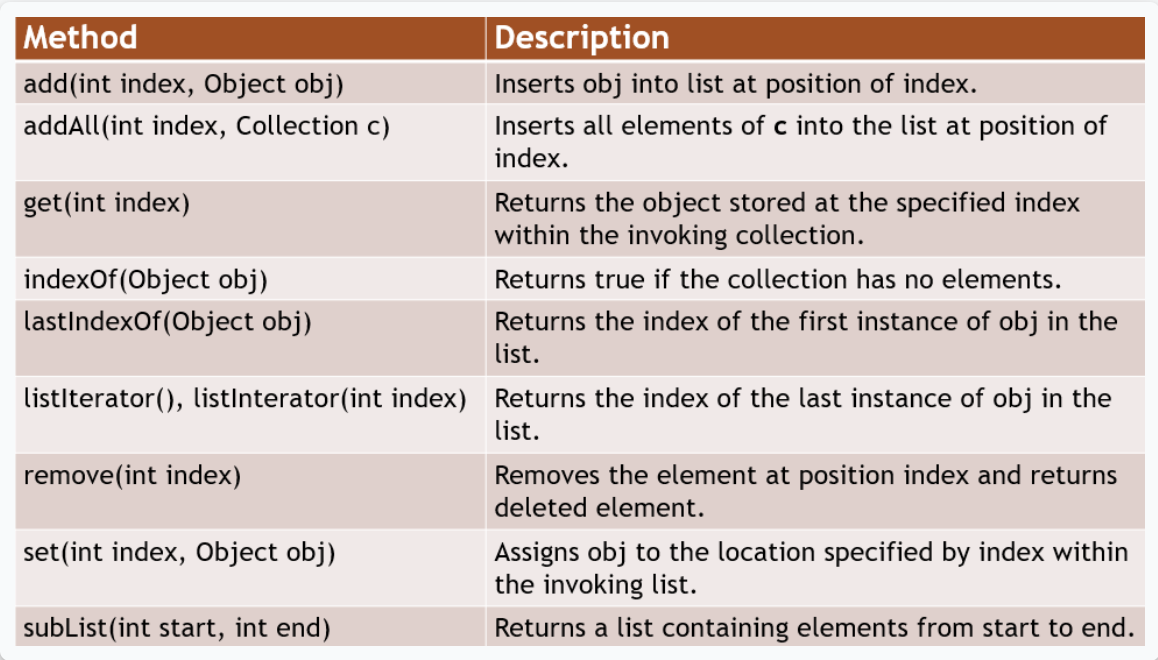 Method Description
add(int index, Object obj) Inserts obj into list at position of index.
addAll(int index, Collection c) Inserts all elements of c into the list at position of
index.
get(int index) Returns the object stored at the specified index
within the invoking collection.
indexOf(Object obj) Returns true if the collection has no elements.
lastIndexOf(Object obj) Returns the index of the first instance of obj in the
list.
listIterator(), listInterator(int index) Returns the index of the last instance of obj in the
list.
remove(int index) Removes the element at position index and returns
deleted element.
set(int index, Object obj) Assigns obj to the location specified by index within
the invoking list.
subList(int start, int end) Returns a list containing elements from start to end.